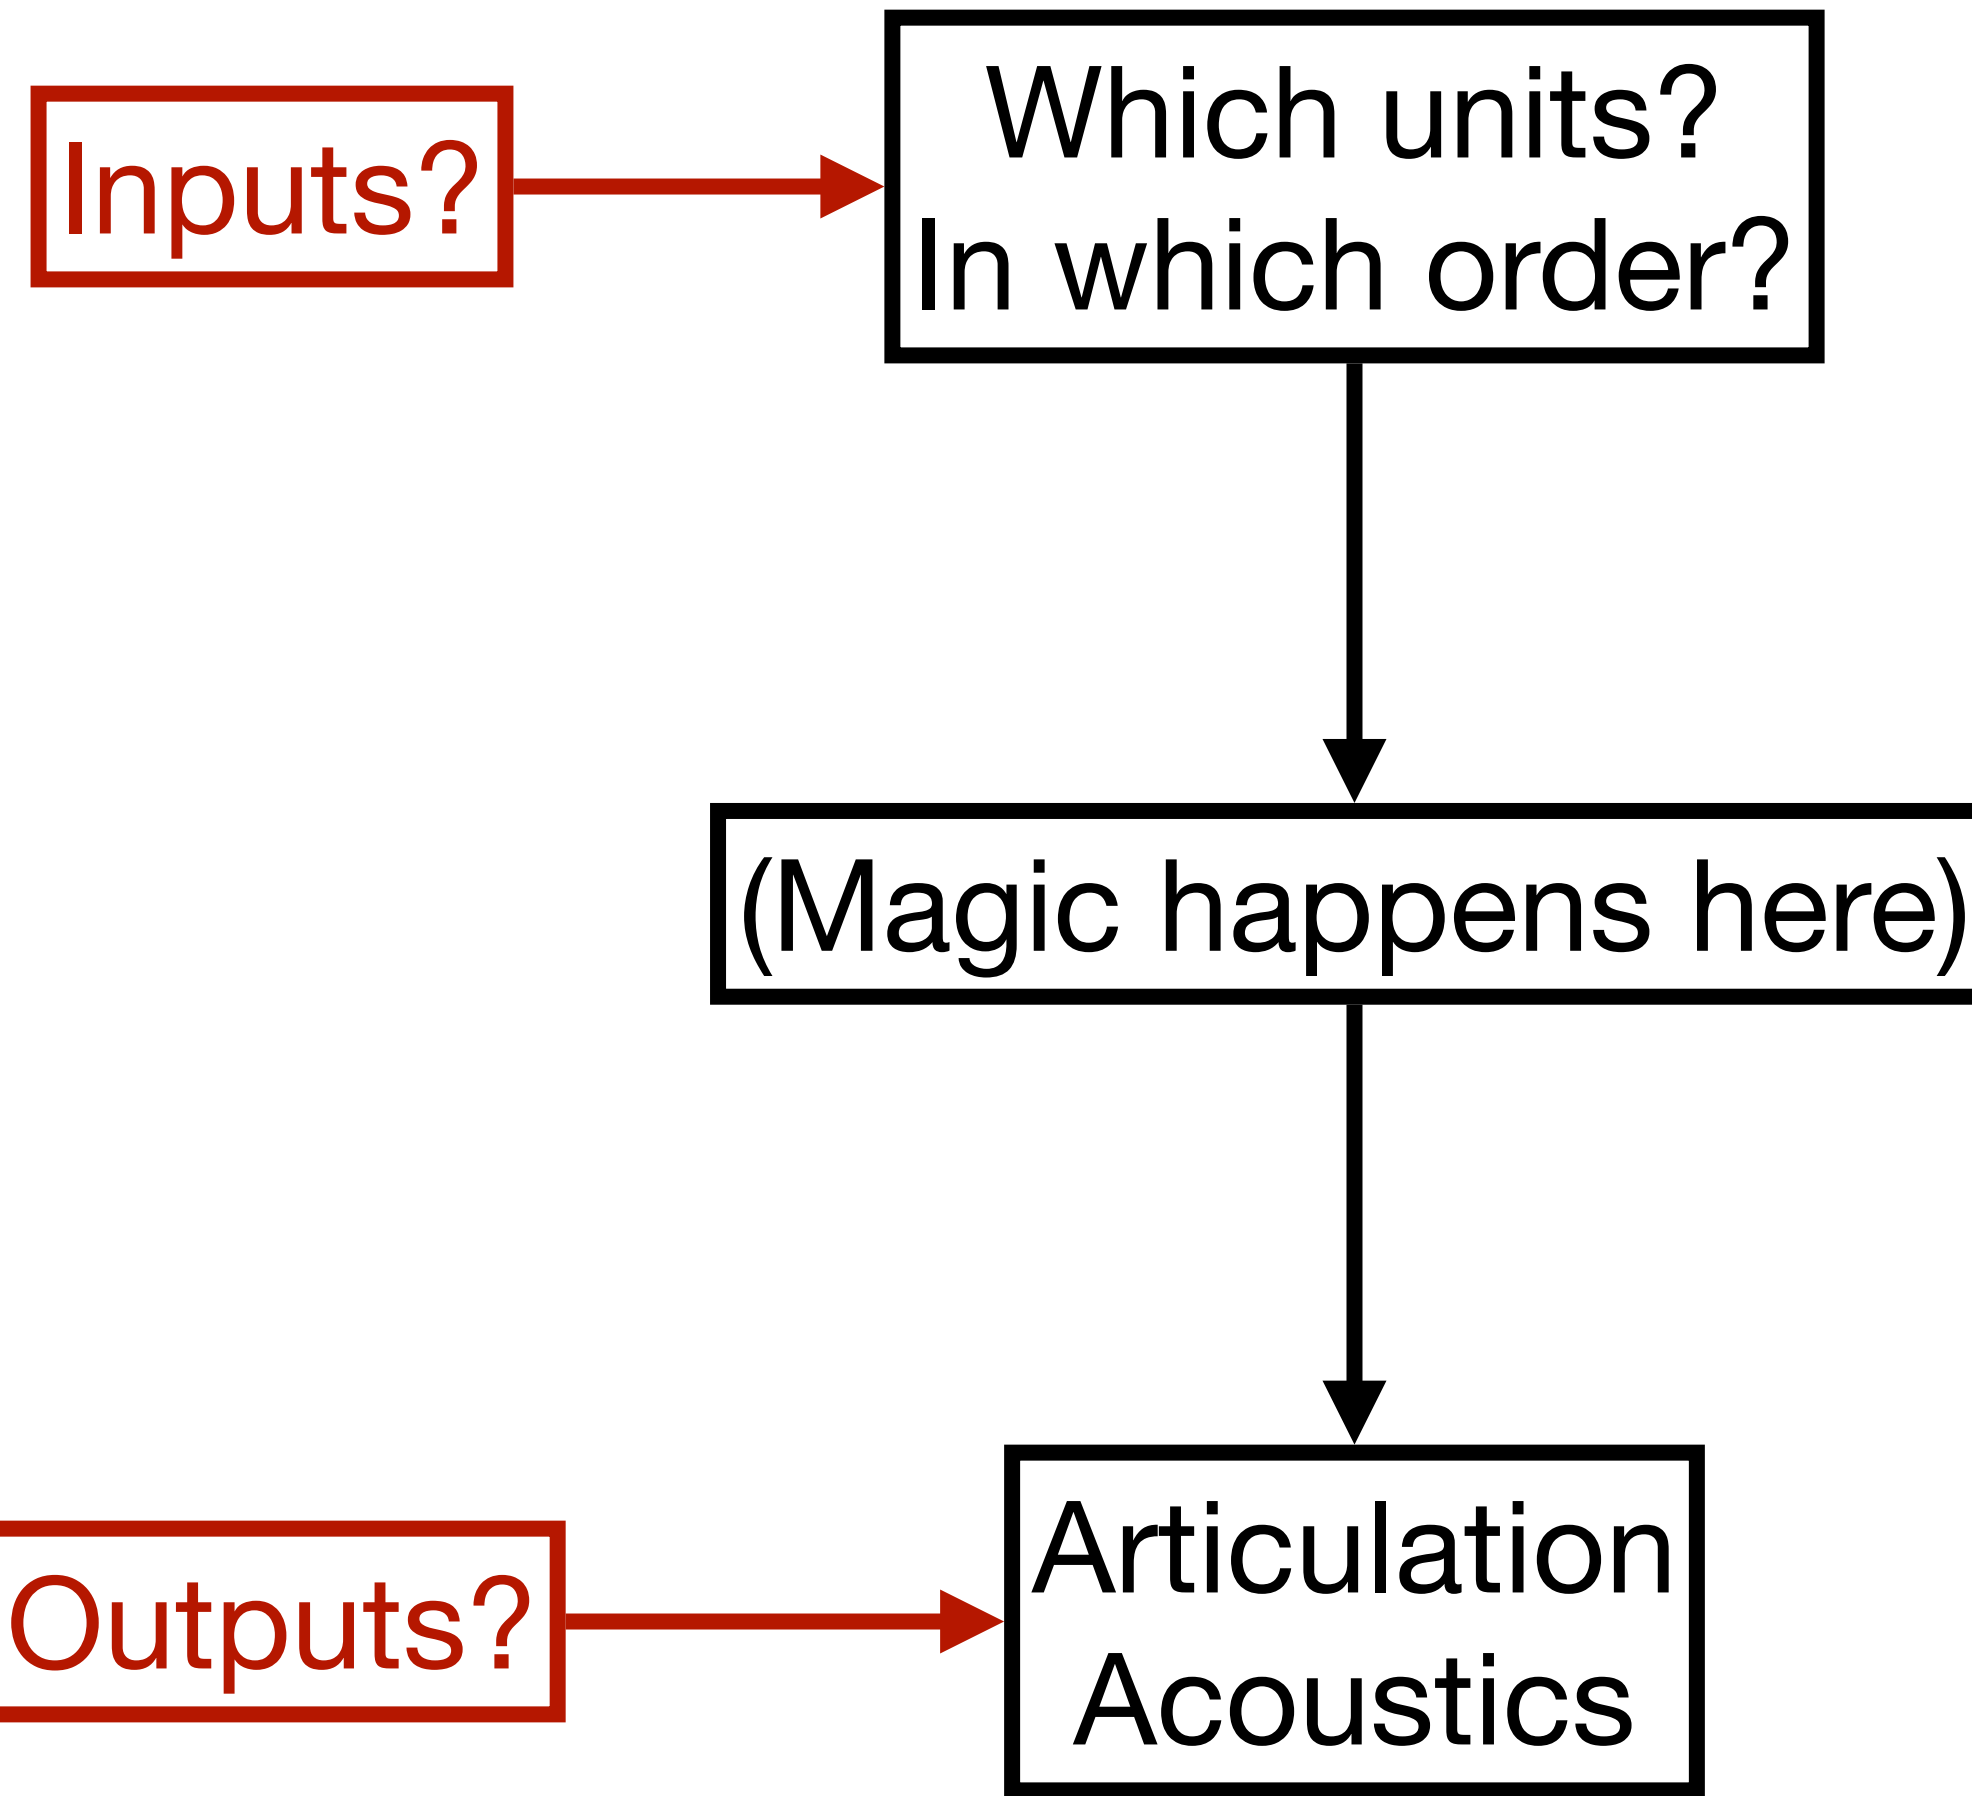 Inputs?
Which units?
In which order?
(Magic happens here)
Outputs?
Articulation
Acoustics